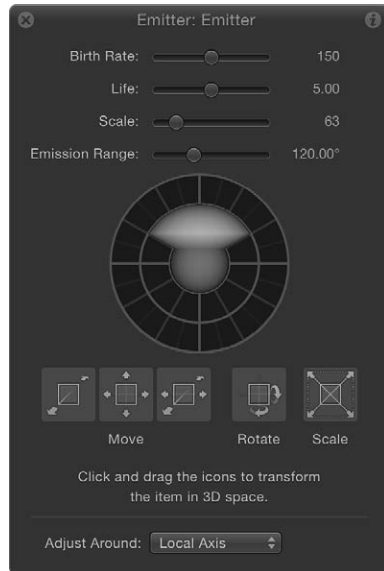 Emitter: Emitter
Birth Rate: 150
Life: 5.00
Scale: 63
Emission Range: 120.00°
Move Rotate Scale
Click and drag the icons to transform
the item in 3D space.
Adjust Around: Local Axis